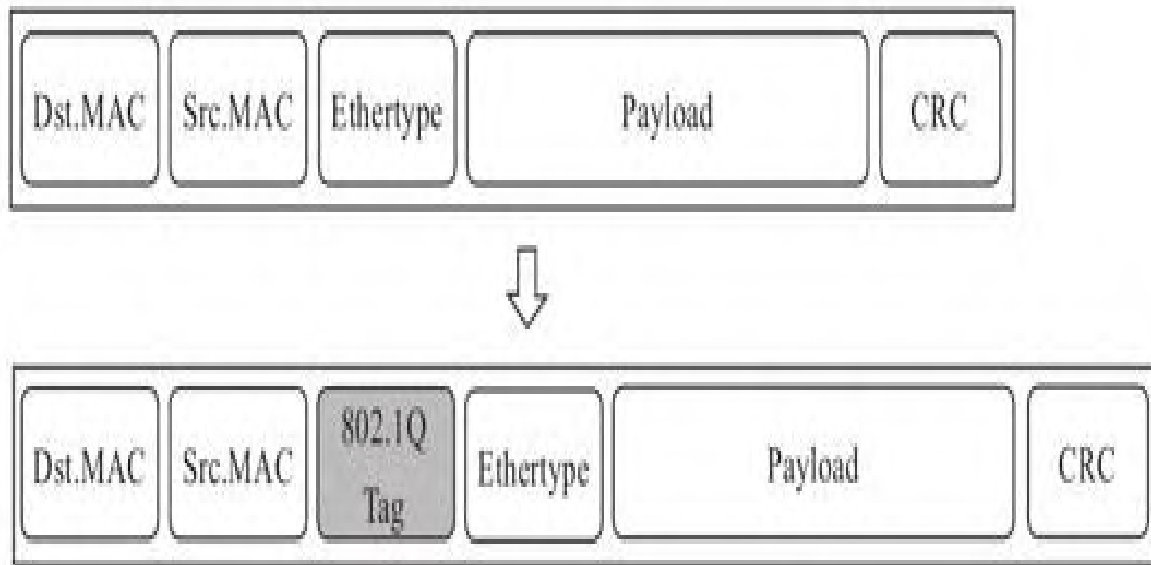 Dst.MAC Src.MAC Ethertype Payload CRC
802.1Q
Dst.MAC Src.MAC Ethertype Payload CRC
Tag